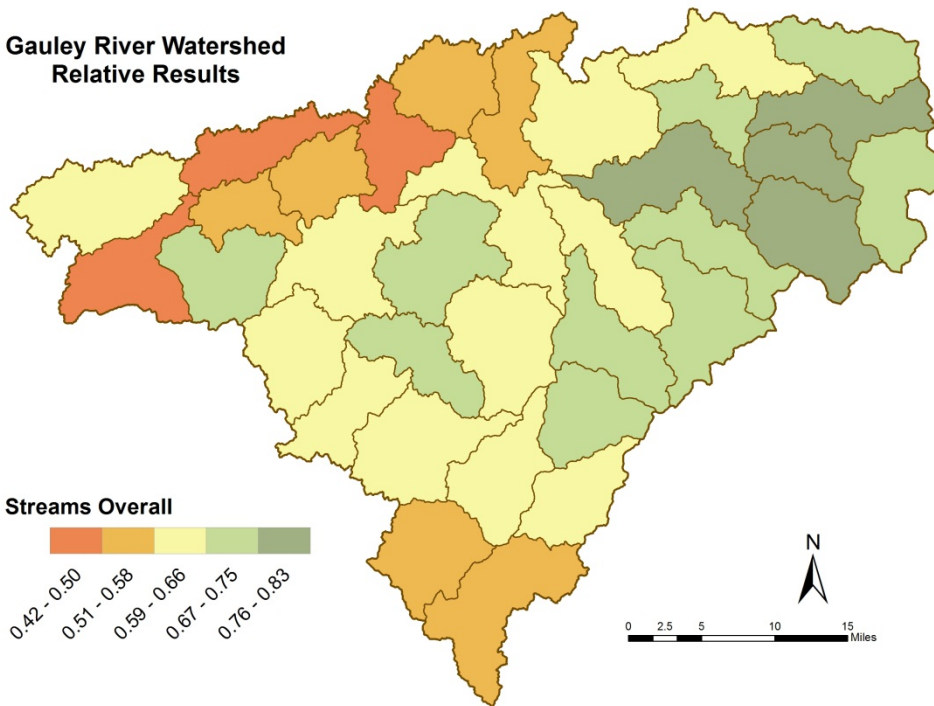 Gauley River Watershed
Relative Results
Streams Overall
0.42 - 0.50
0.51 - 0.58
0.59 - 0.66
0.67 - 0.75
0.76 - 0.83
N
0 2.5 5 10 15
Miles